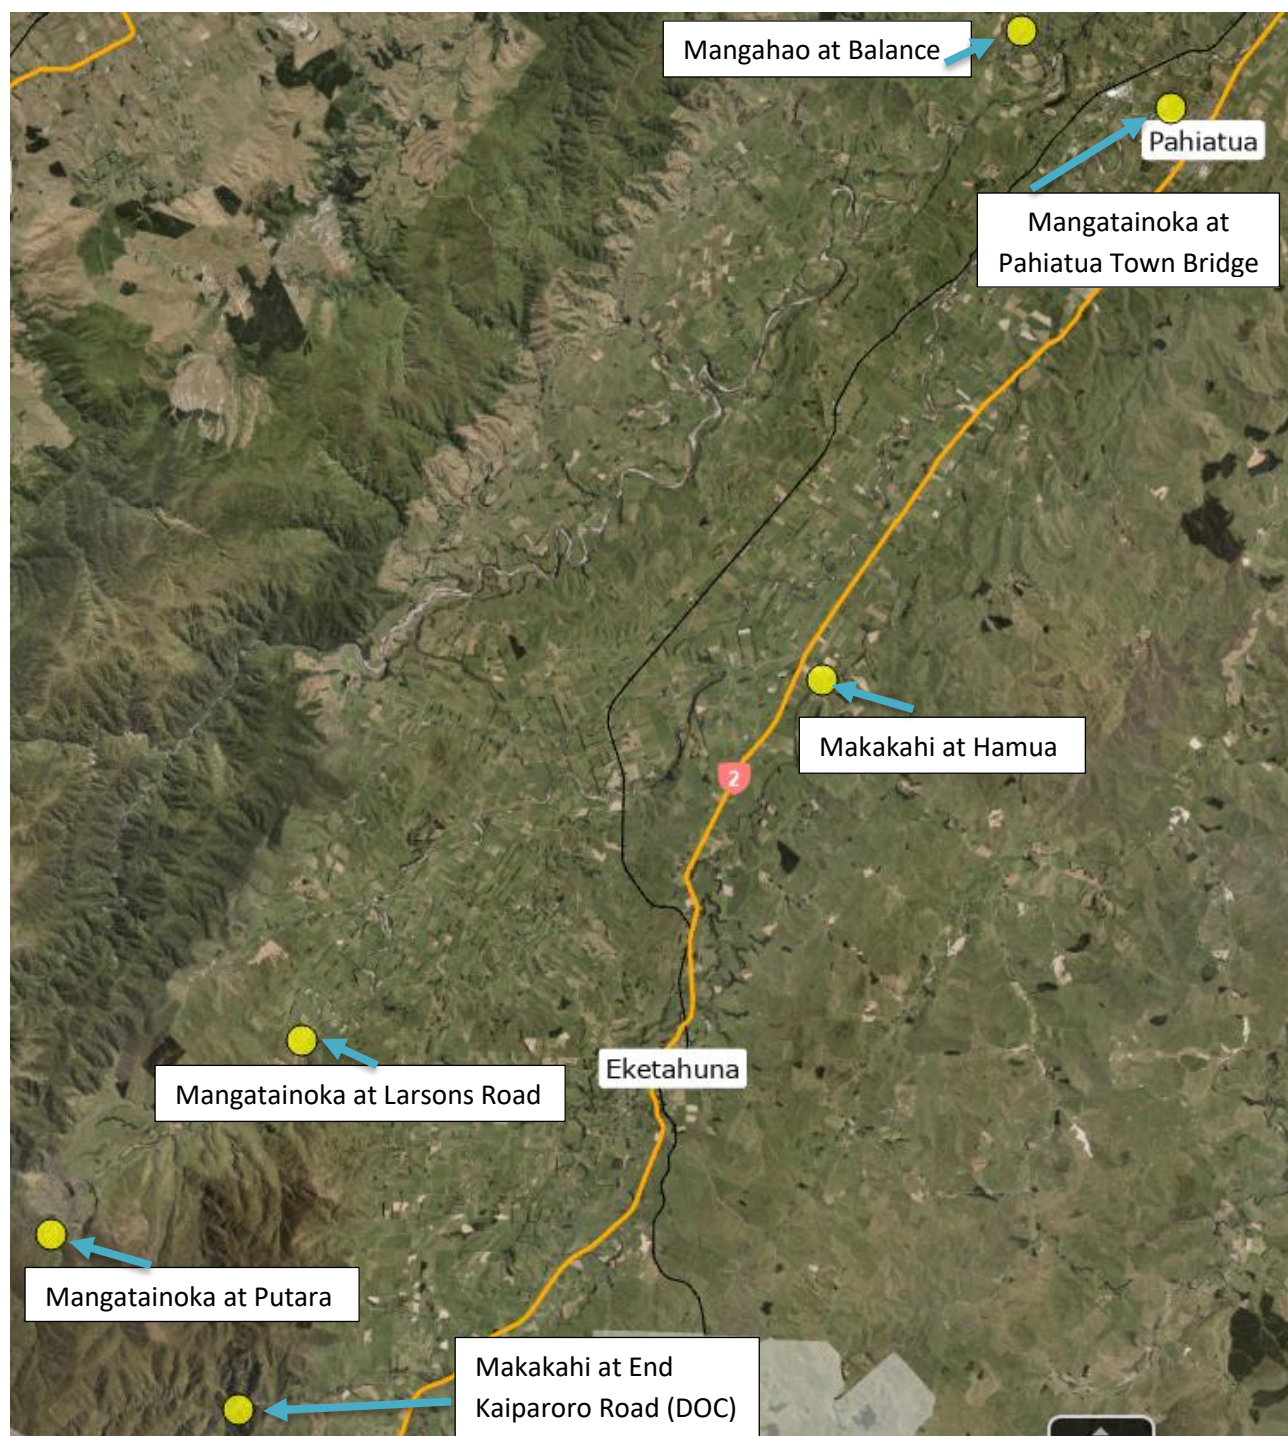 Mangahao at Balance
Pahiatua
Mangatainoka at
Pahiatua Town Bridge
Makakahi at Hamua
2
Eketahuna
Mangatainoka at Larsons Road
Mangatainoka at Putara
Makakahi at End
Kaiparoro Road (DOC)